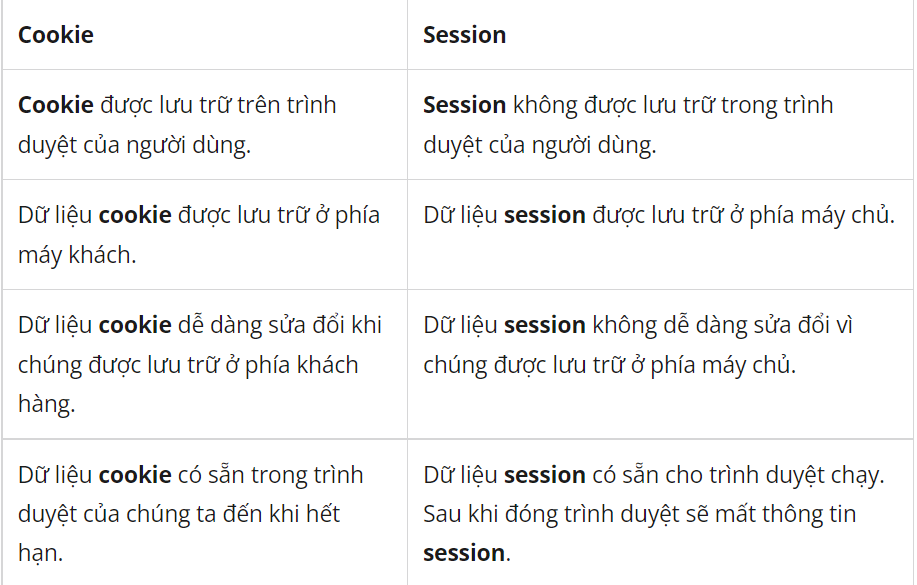 Cookie
Session
Cookie được lưu trữ trên trình
duyệt của người dùng.
Session không được lưu trữ trong trình
duyệt của người dùng.
Dữ liệu cookie được lưu trữ ở phía
máy khách.
Dữ liệu session được lưu trữ ở phía máy chủ.
Dữ liệu cookie dễ dàng sửa đổi khi
chúng được lưu trữ ở phía khách
hàng.
Dữ liệu session không dễ dàng sửa đổi vì
chúng được lưu trữ ở phía máy chủ.
Dữ liệu cookie có sẵn trong trình
duyệt của chúng ta đến khi hết
hạn.
Dữ liệu session có sẵn cho trình duyệt chạy.
Sau khi đóng trình duyệt sẽ mất thông tin
session.